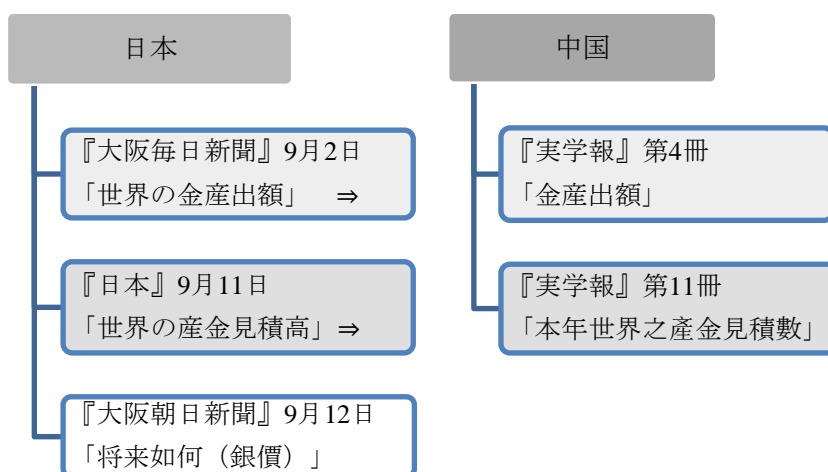 日本
『大阪毎日新聞』9月2日
「世界の金産出額」 ⇒
『日本』9月11日
「世界の産金見積高」⇒
『大阪朝日新聞』9月12日
「将来如何（銀價）」
中国
『実学報』第4冊
「金産出額」
『実学報』第11冊
「本年世界之產金見積數」